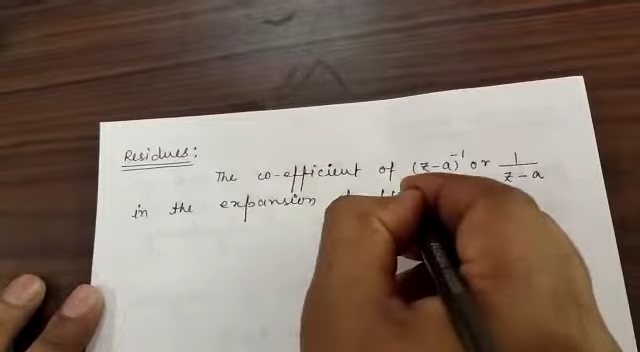 Residues:
The co-efficient of (z-a)⁻¹ or 1/(z-a)
in the expansion